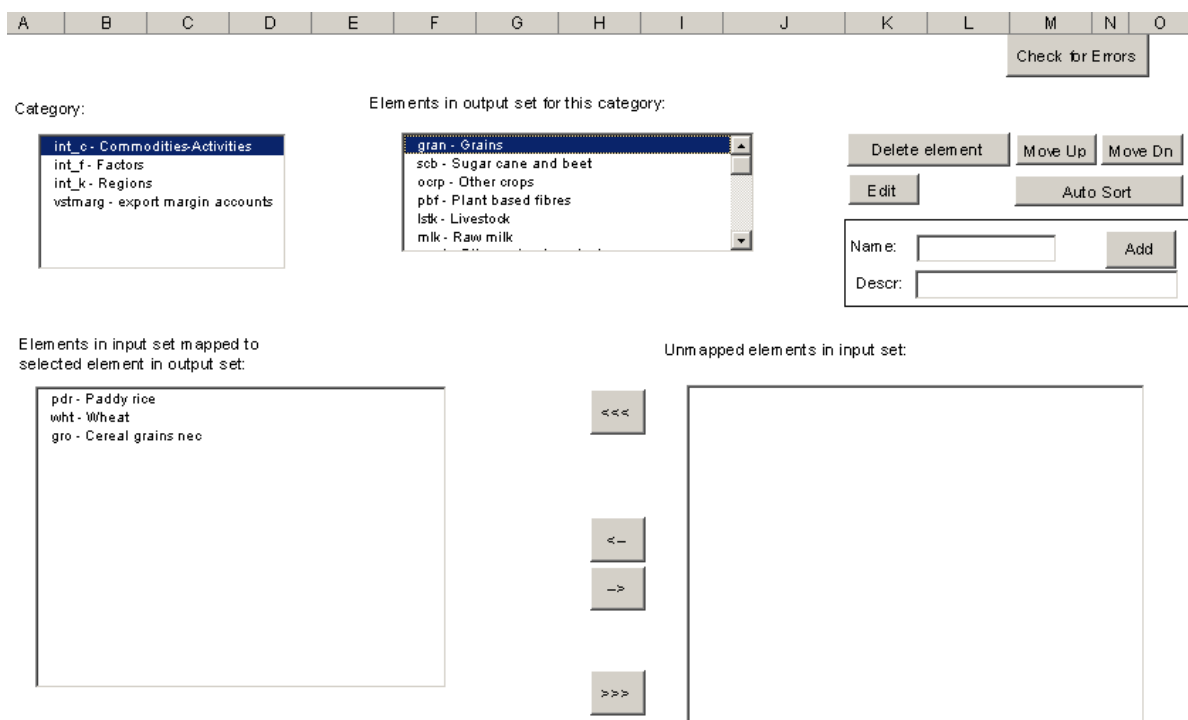 A B C D E F G H I J K L M N O
Check for Errors
Category:
Elements in output set for this category:
int_c - Commodities-Activities
int_f - Factors
int_k - Regions
vstmarg - export margin accounts
gran - Grains
scb - Sugar cane and beet
ocrp - Other crops
pbf - Plant based fibres
lstk - Livestock
mlk - Raw milk
Delete element
Move Up
Move Dn
Edit
Auto Sort
Name:
Add
Descr:
Elements in input set mapped to
selected element in output set:
Unmapped elements in input set:
pdr - Paddy rice
wht - Wheat
gro - Cereal grains nec
<<<
<--
-->
>>>